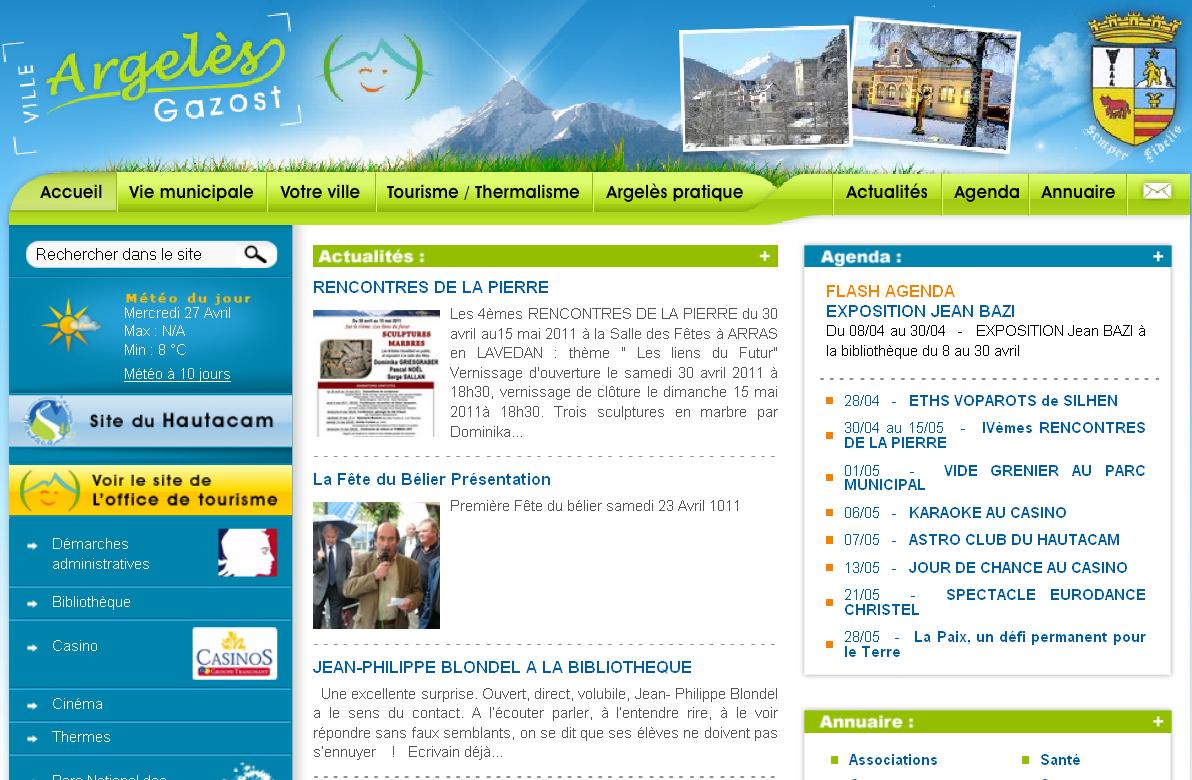 VILLE
Argelès
Gazost
Semper Fidelis
Accueil
Vie municipale
Votre ville
Tourisme / Thermalisme
Argelès pratique
Actualités
Agenda
Annuaire
Rechercher dans le site
Météo du jour
Mercredi 27 Avril
Max : N/A
Min : 8 °C
Météo à 10 jours
Site du Hautacam
Voir le site de
L'office de tourisme
Démarches
administratives
Bibliothèque
Casino
CASINOS
GROUPE TRANCHANT
Cinéma
Thermes
Parc National des
Actualités :
+
RENCONTRES DE LA PIERRE
SCULPTURES
MARBRES
Dominika GRIESGRABER
Pascal NOËL
Serge SALLAN
Les 4èmes RENCONTRES DE LA PIERRE du 30
avril au15 mai 2011 à la Salle des Fêtes à ARRAS
en LAVEDAN Thème " Les liens du Futur"
Vernissage d'ouverture le samedi 30 avril 2011 à
18h30, vernissage de clôture le dimanche 15 mai
2011 à 18h30 Trois sculptures en marbre par
Dominika...
La Fête du Bélier Présentation
Première Fête du bélier samedi 23 Avril 1011
JEAN-PHILIPPE BLONDEL A LA BIBLIOTHEQUE
Une excellente surprise. Ouvert, direct, volubile, Jean- Philippe Blondel
a le sens du contact. A l'écouter parler, à l'entendre rire, à le voir
répondre sans faux semblants, on se dit que ses élèves ne doivent pas
s'ennuyer ! Ecrivain déjà...
Agenda :
+
FLASH AGENDA
EXPOSITION JEAN BAZI
Du 08/04 au 30/04 - EXPOSITION Jean BAZI à
la bibliothèque du 8 au 30 avril
28/04 - ETHS VOPAROTS de SILHEN
30/04 au 15/05 - IVèmes RENCONTRES
DE LA PIERRE
01/05 - VIDE GRENIER AU PARC
MUNICIPAL
06/05 - KARAOKE AU CASINO
07/05 - ASTRO CLUB DU HAUTACAM
13/05 - JOUR DE CHANCE AU CASINO
21/05 - SPECTACLE EURODANCE
CHRISTEL
28/05 - La Paix, un défi permanent pour
le Terre
Annuaire :
+
Associations
Santé